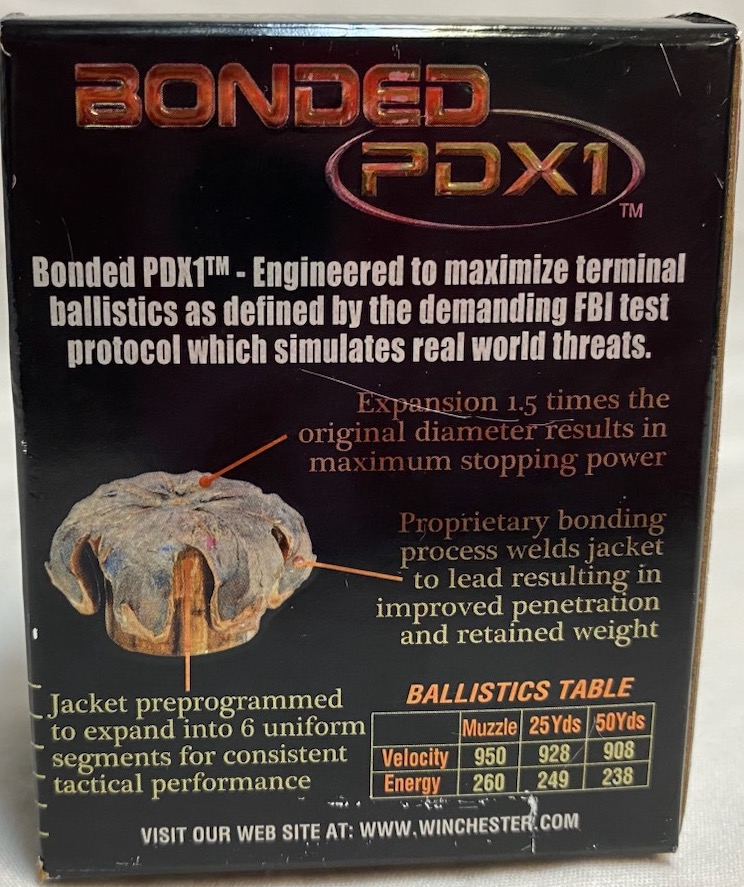 BONDED
PDX1
TM
Bonded PDX1™ - Engineered to maximize terminal
ballistics as defined by the demanding FBI test
protocol which simulates real world threats.
Expansion 1.5 times the
original diameter results in
maximum stopping power
Proprietary bonding
process welds jacket
to lead resulting in
improved penetration
and retained weight
Jacket preprogrammed
to expand into 6 uniform
segments for consistent
tactical performance
BALLISTICS TABLE
Muzzle 25Yds 50Yds
Velocity 950 928 908
Energy 260 249 238
VISIT OUR WEB SITE AT: WWW.WINCHESTER.COM